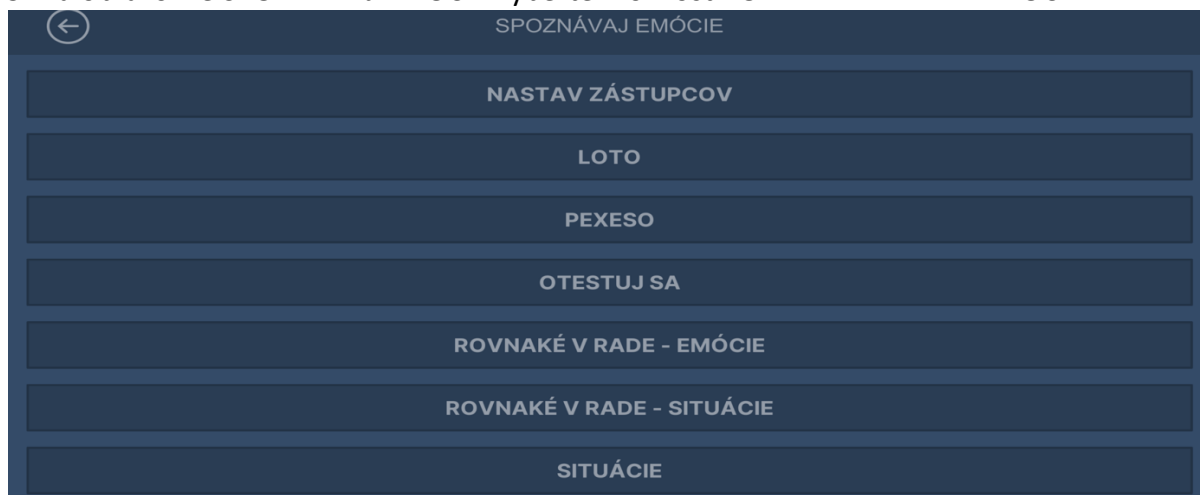 SPOZNÁVAJ EMÓCIE
NASTAV ZÁSTUPCOV
LOTO
PEXESO
OTESTUJ SA
ROVNAKÉ V RADE - EMÓCIE
ROVNAKÉ V RADE - SITUÁCIE
SITUÁCIE